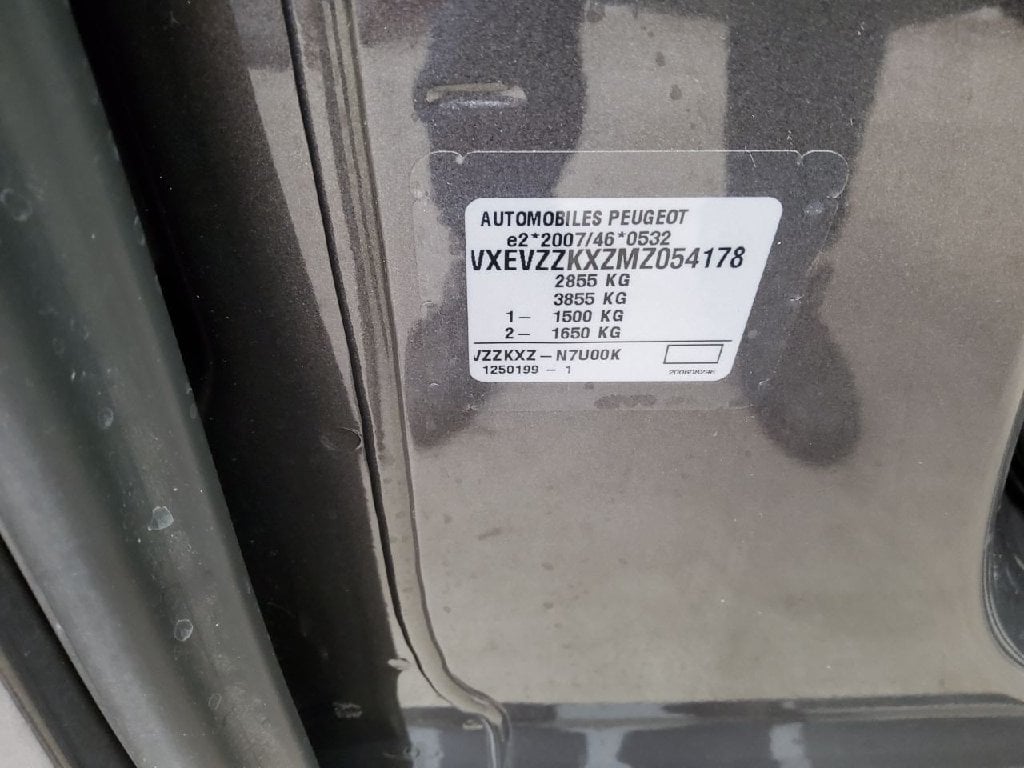 AUTOMOBILES PEUGEOT
e2*2007/46*0532
VXEVZZKXZMZ054178
2855 KG
3855 KG
1- 1500 KG
2- 1650 KG
VZZKXZ - N7U00K
1250199 - 1